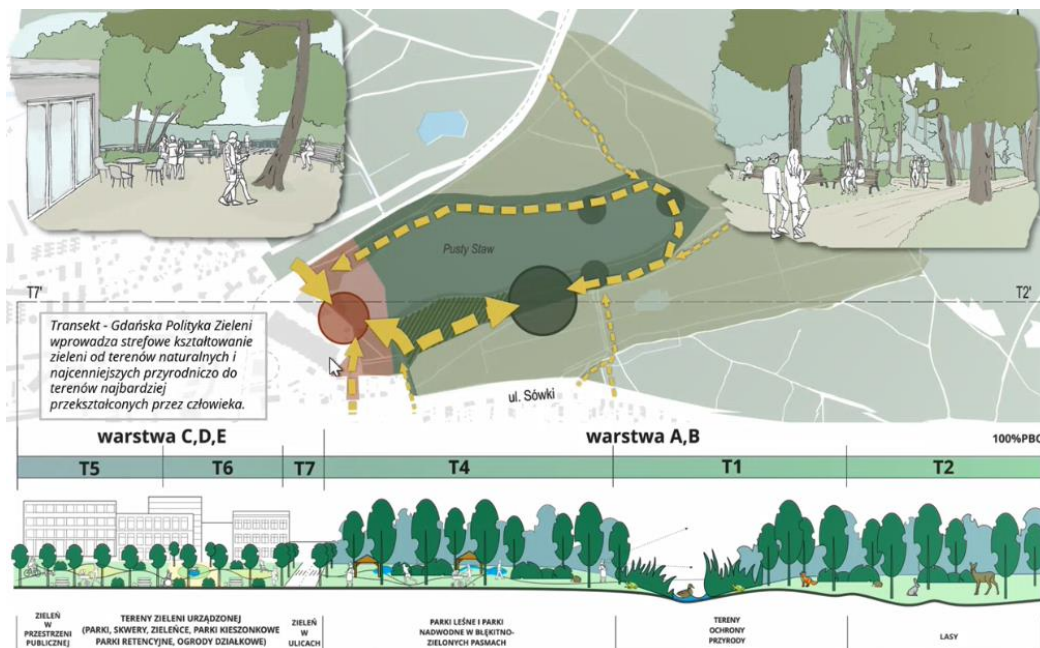 Pusty Staw
T7'
T2'
Transekt - Gdańska Polityka Zieleni
wprowadza strefowe kształtowanie
zieleni od terenów naturalnych i
najcenniejszych przyrodniczo do
terenów najbardziej
przekształconych przez człowieka.
ul. Sówki
warstwa C,D,E
warstwa A,B
100%PBC
T5
T6
T7
T4
T1
T2
ZIELEŃ
W
PRZESTRZENI
PUBLICZNEJ
TERENY ZIELENI URZĄDZONEJ
(PARKI, SKWERY, ZIELEŃCE, PARKI KIESZONKOWE
PARKI RETENCYJNE, OGRODY DZIAŁKOWE)
ZIELEŃ
W
ULICACH
PARKI LEŚNE I PARKI
NADWODNE W BŁĘKITNO-
ZIELONYCH PASMACH
TERENY
OCHRONY
PRZYRODY
LASY